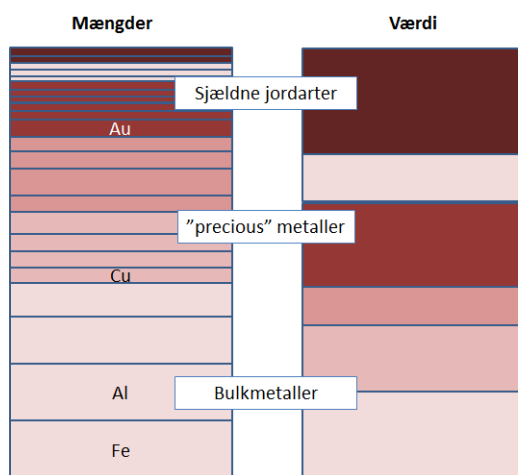 Mængder
Værdi
Sjældne jordarter
Au
”precious” metaller
Cu
Al
Bulkmetaller
Fe